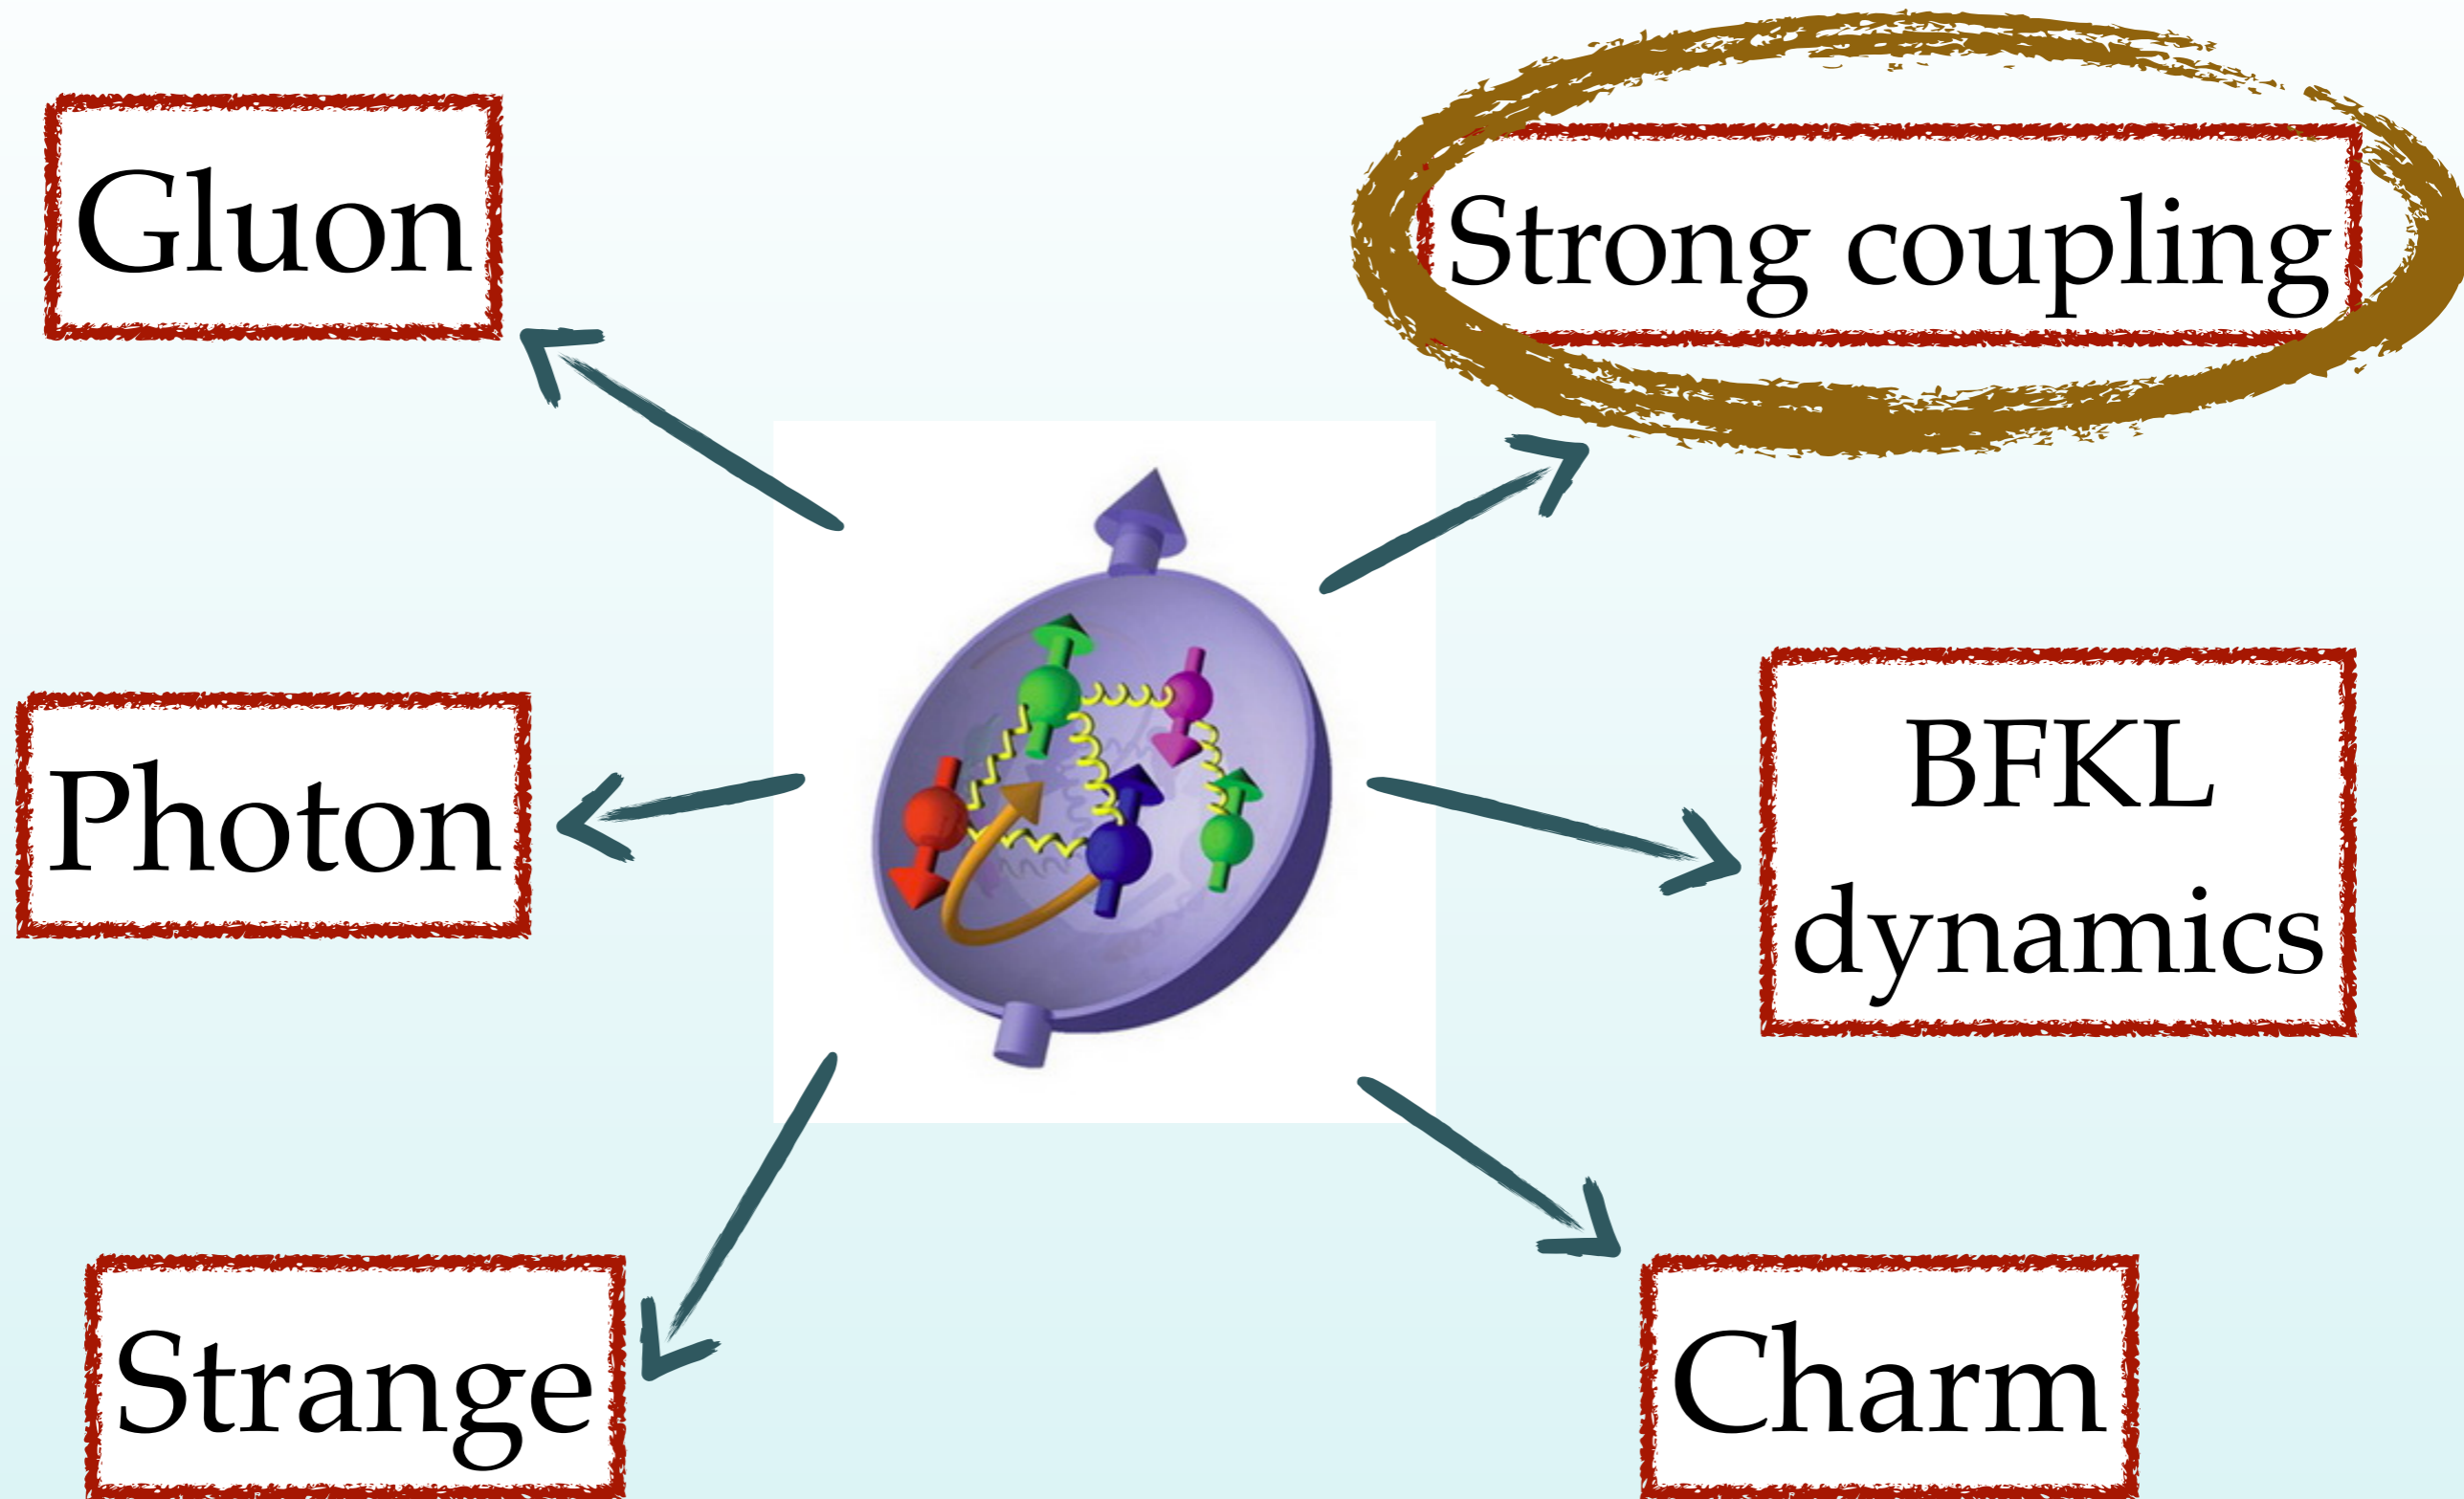 Gluon
Strong coupling
Photon
BFKL
dynamics
Strange
Charm